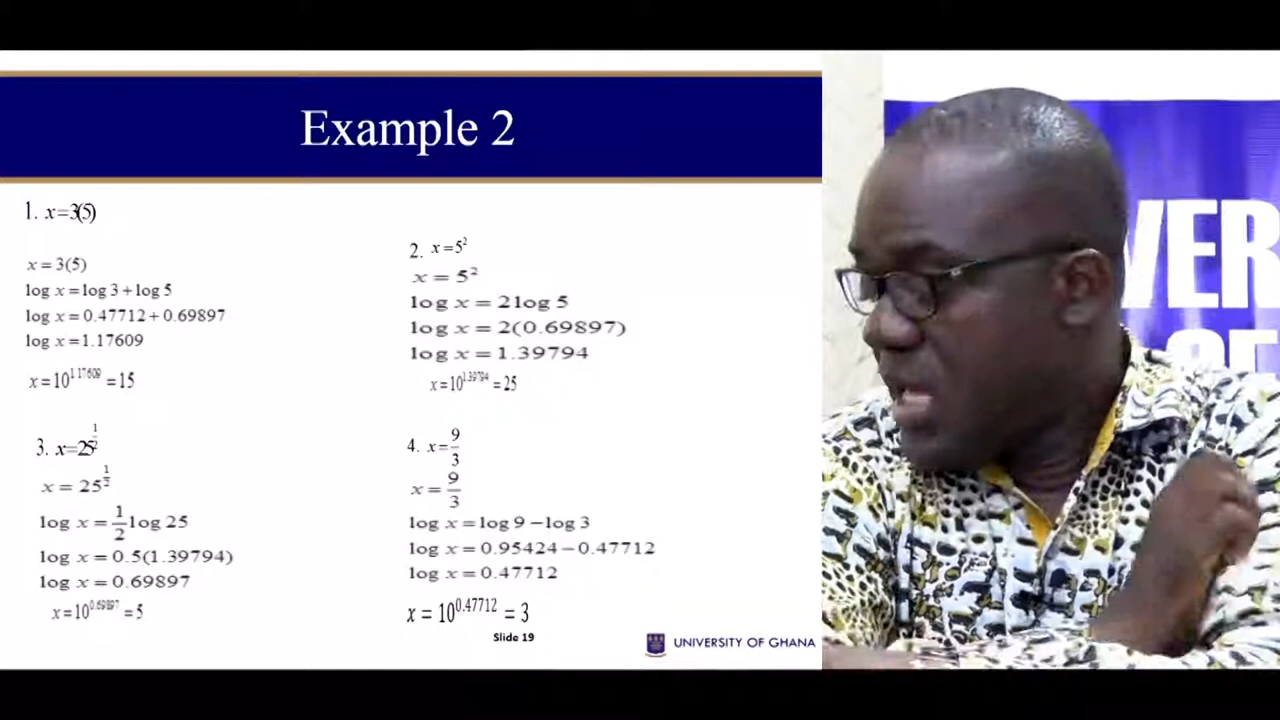 Example 2
1. x=3(5)
x = 3(5)
log x = log 3 + log 5
log x = 0.47712 + 0.69897
log x = 1.17609
x = 10^1.17609 = 15
2. x = 5²
x = 5²
log x = 2 log 5
log x = 2(0.69897)
log x = 1.39794
x = 10^1.39794 = 25
3. x=25^1/2
x = 25^1/2
log x = 1/2 log 25
log x = 0.5(1.39794)
log x = 0.69897
x = 10^0.69897 = 5
4. x = 9/3
x = 9/3
log x = log 9 − log 3
log x = 0.95424 − 0.47712
log x = 0.47712
x = 10^0.47712 = 3
Slide 19
UNIVERSITY OF GHANA
VER